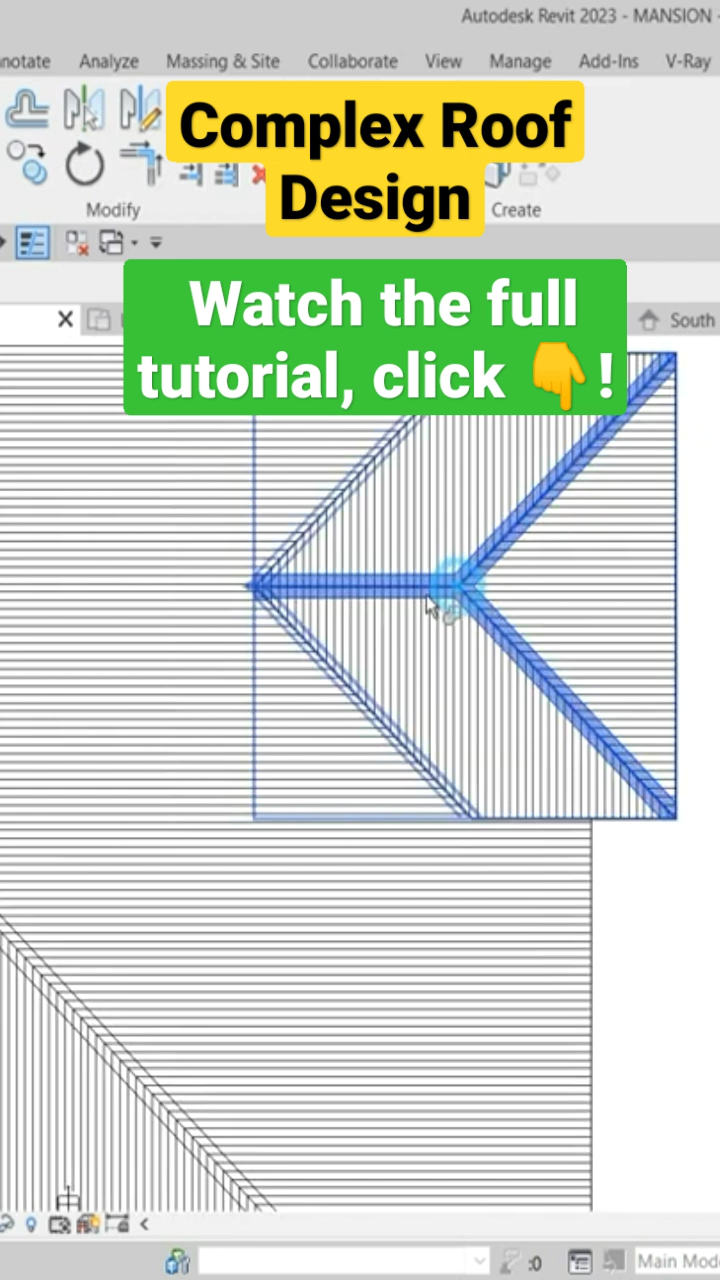 Autodesk Revit 2023 - MANSION -
nnotate Analyze Massing & Site Collaborate View Manage Add-Ins V-Ray
Complex Roof
Design
Modify Create
Watch the full
tutorial, click 👇!
South
:0 Main Mod